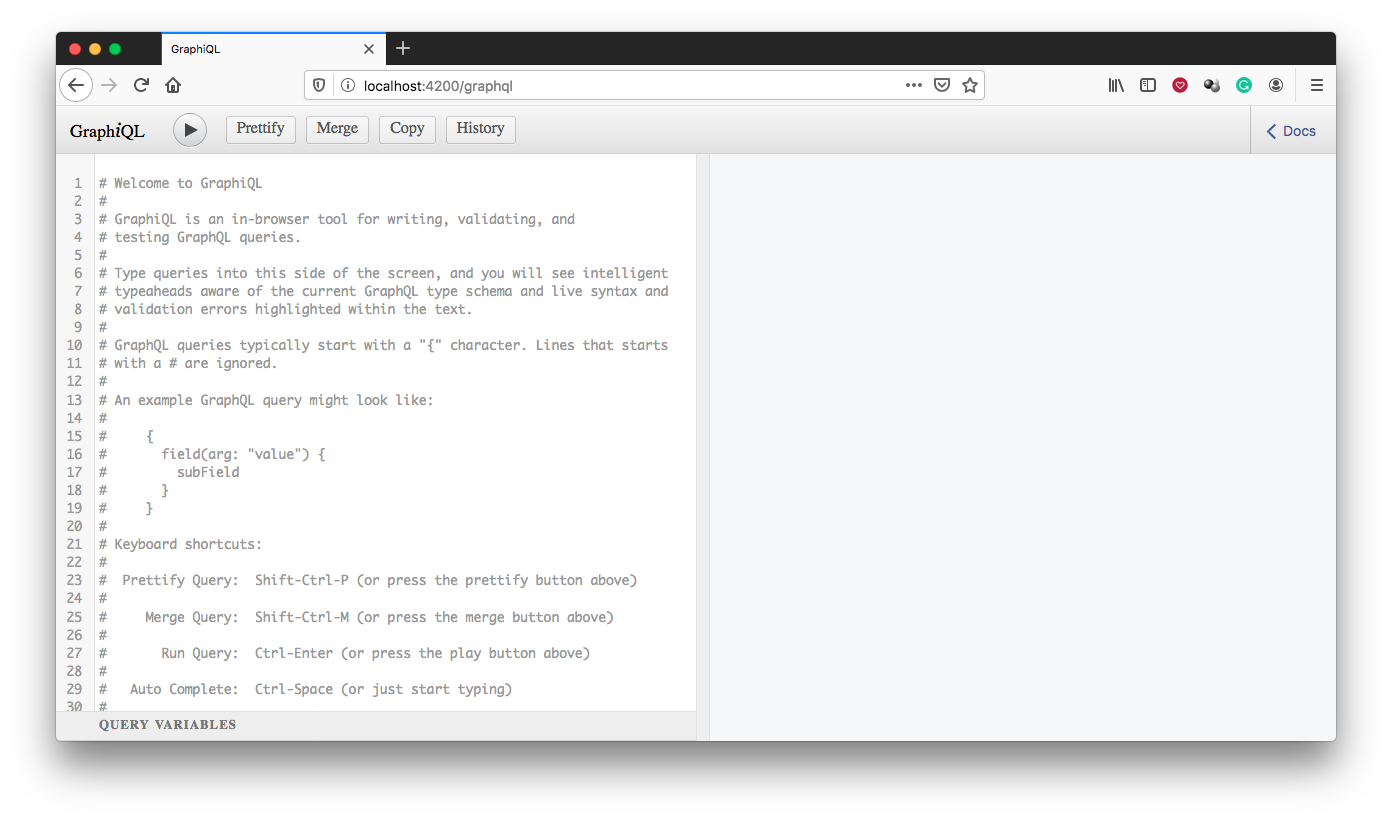 GraphiQL
localhost:4200/graphql
GraphiQL
Prettify
Merge
Copy
History
Docs
1 # Welcome to GraphiQL
2 #
3 # GraphiQL is an in-browser tool for writing, validating, and
4 # testing GraphQL queries.
5 #
6 # Type queries into this side of the screen, and you will see intelligent
7 # typeaheads aware of the current GraphQL type schema and live syntax and
8 # validation errors highlighted within the text.
9 #
10 # GraphQL queries typically start with a "{" character. Lines that starts
11 # with a # are ignored.
12 #
13 # An example GraphQL query might look like:
14 #
15 #     {
16 #       field(arg: "value") {
17 #         subField
18 #       }
19 #     }
20 #
21 # Keyboard shortcuts:
22 #
23 #  Prettify Query:  Shift-Ctrl-P (or press the prettify button above)
24 #
25 #     Merge Query:  Shift-Ctrl-M (or press the merge button above)
26 #
27 #       Run Query:  Ctrl-Enter (or press the play button above)
28 #
29 #   Auto Complete:  Ctrl-Space (or just start typing)
30 #
QUERY VARIABLES